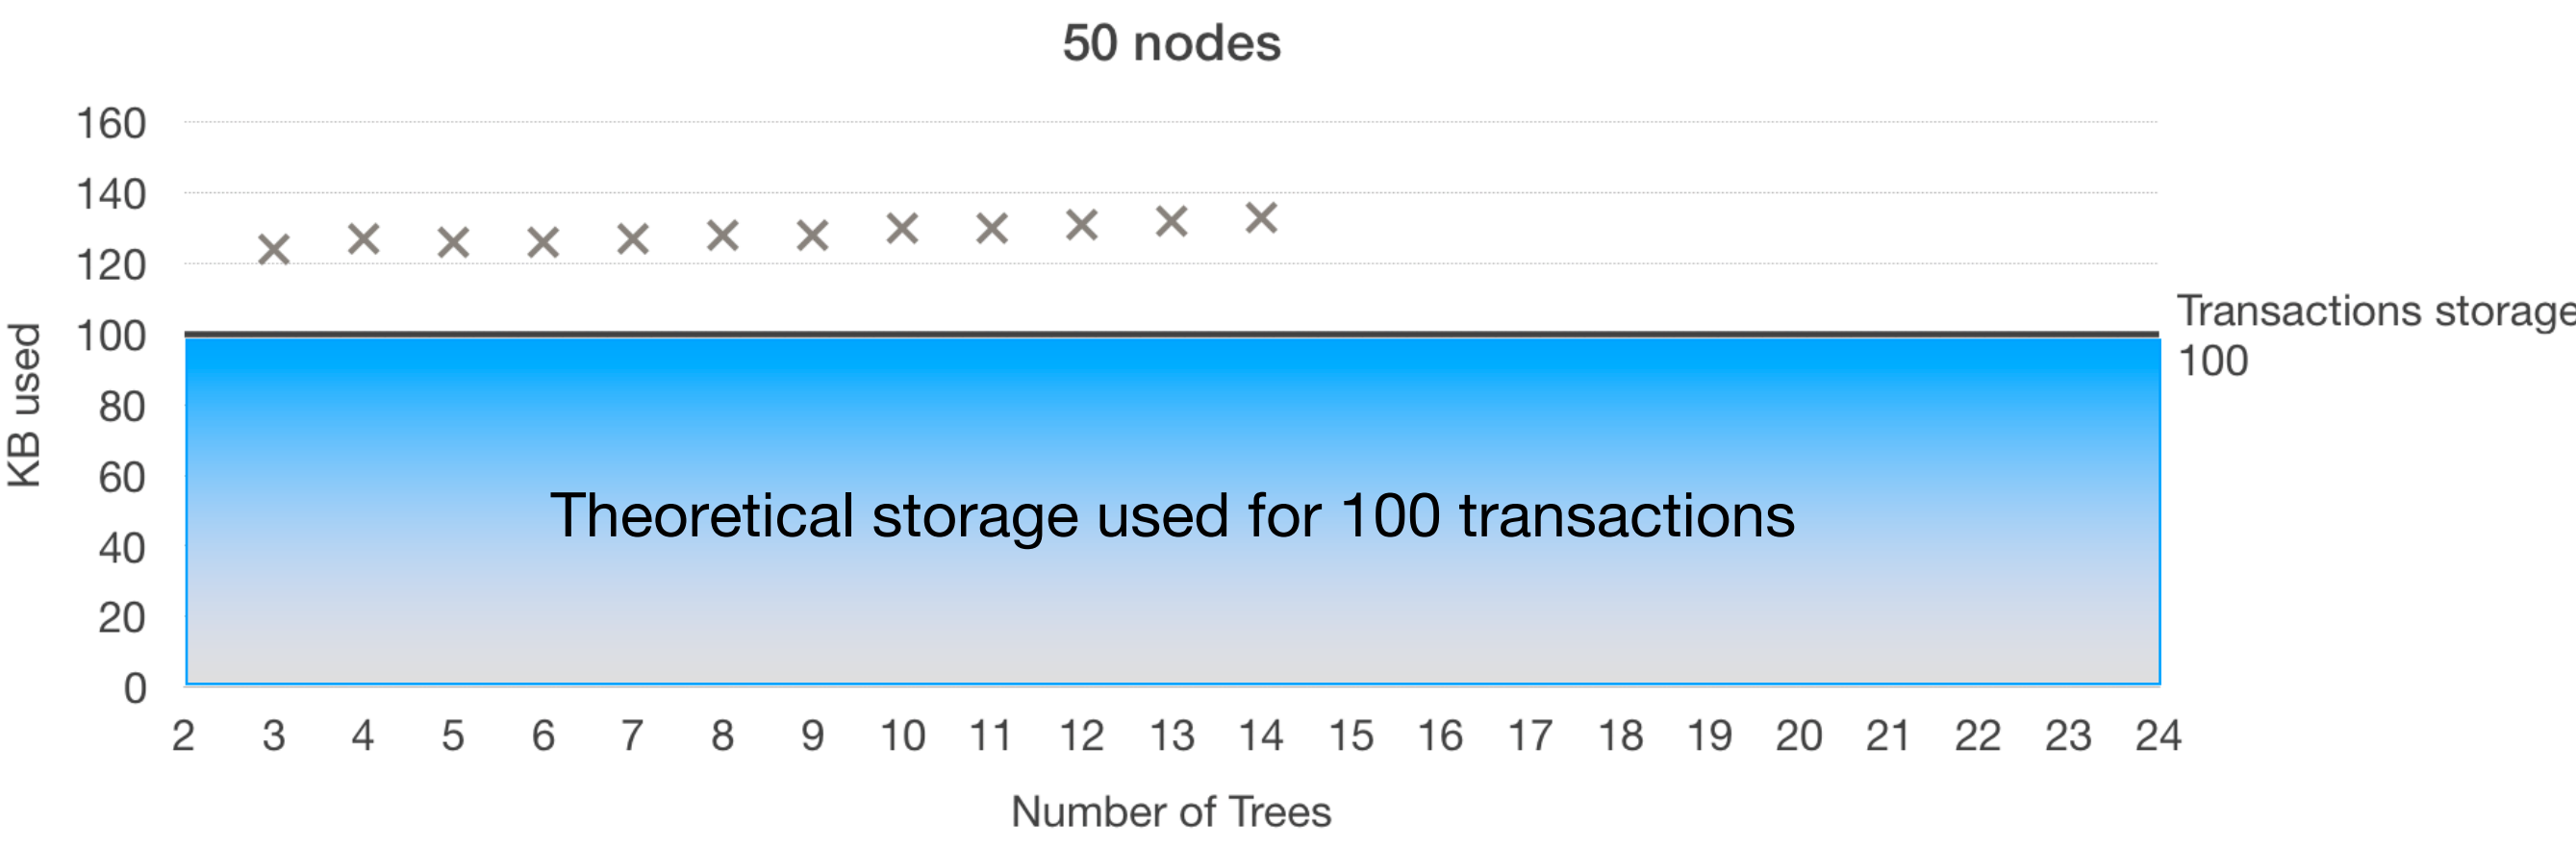 50 nodes
160
140
120
100
80
60
40
20
0
KB used
Transactions storage
100
Theoretical storage used for 100 transactions
2 3 4 5 6 7 8 9 10 11 12 13 14 15 16 17 18 19 20 21 22 23 24
Number of Trees